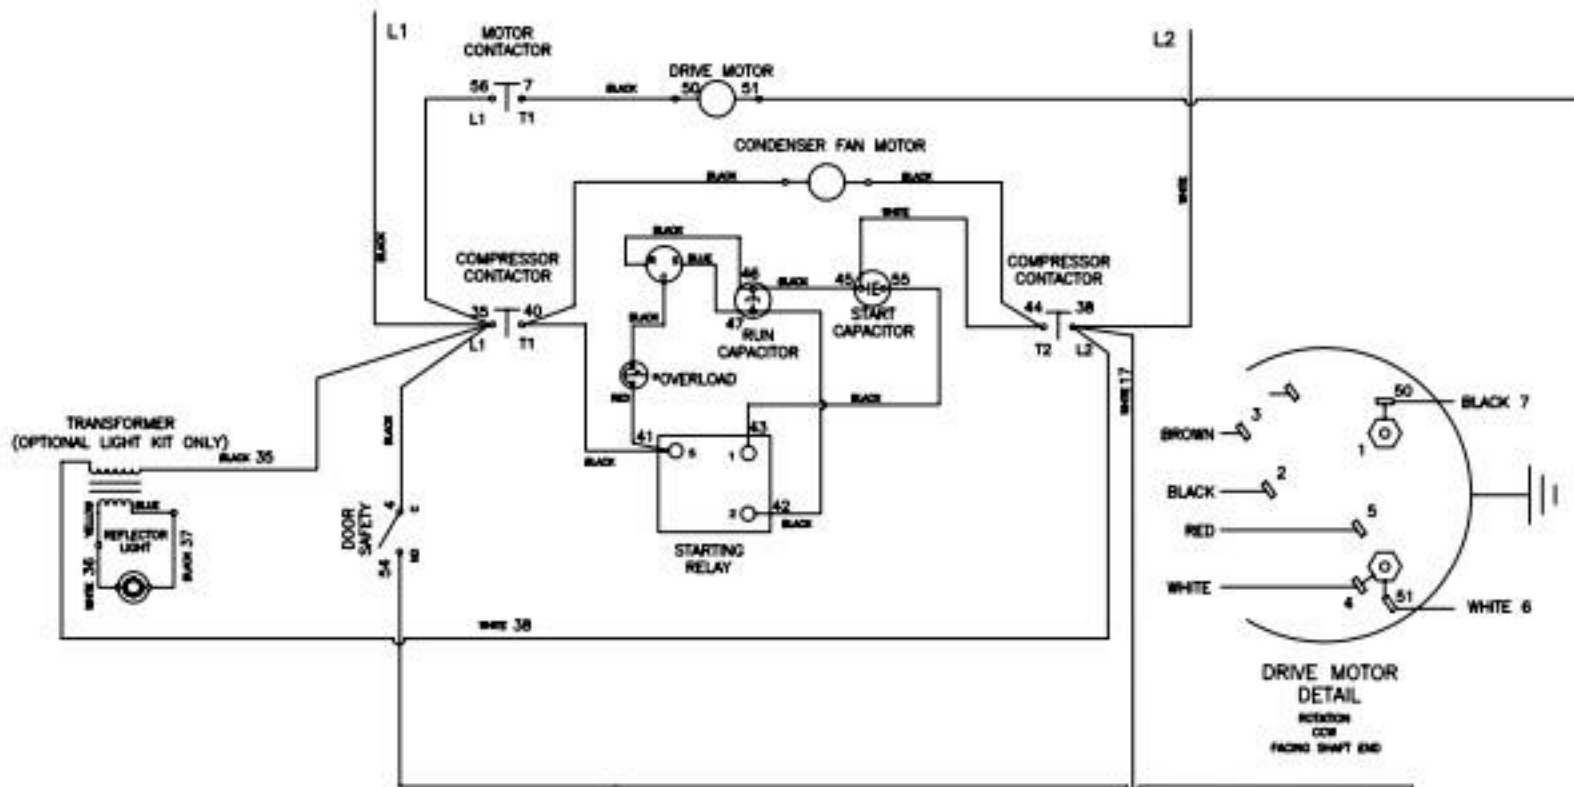 L1
MOTOR
CONTACTOR
L2
DRIVE MOTOR
56 7
BLACK
50 51
L1 T1
CONDENSER FAN MOTOR
BLACK
BLACK
WHITE
WHITE
BLACK
BLACK
COMPRESSOR
CONTACTOR
BLUE
46
BLACK
45 55
COMPRESSOR
CONTACTOR
35 40
BLACK
47
RUN
CAPACITOR
START
CAPACITOR
44 38
L1 T1
T2 L2
*OVERLOAD
RED
BLACK
WHITE 17
TRANSFORMER
(OPTIONAL LIGHT KIT ONLY)
BLACK 35
BLACK
41
43
BLACK
5
1
2
42
BLACK
STARTING
RELAY
YELLOW
BLUE
REFLECTOR
LIGHT
WHITE 36
BLACK 37
DOOR
SAFETY
4
54
WHITE 38
50
BLACK 7
3
BROWN
1
2
BLACK
5
RED
WHITE
4
51
WHITE 6
DRIVE MOTOR
DETAIL
ROTATION
CCW
FACING SHAFT END